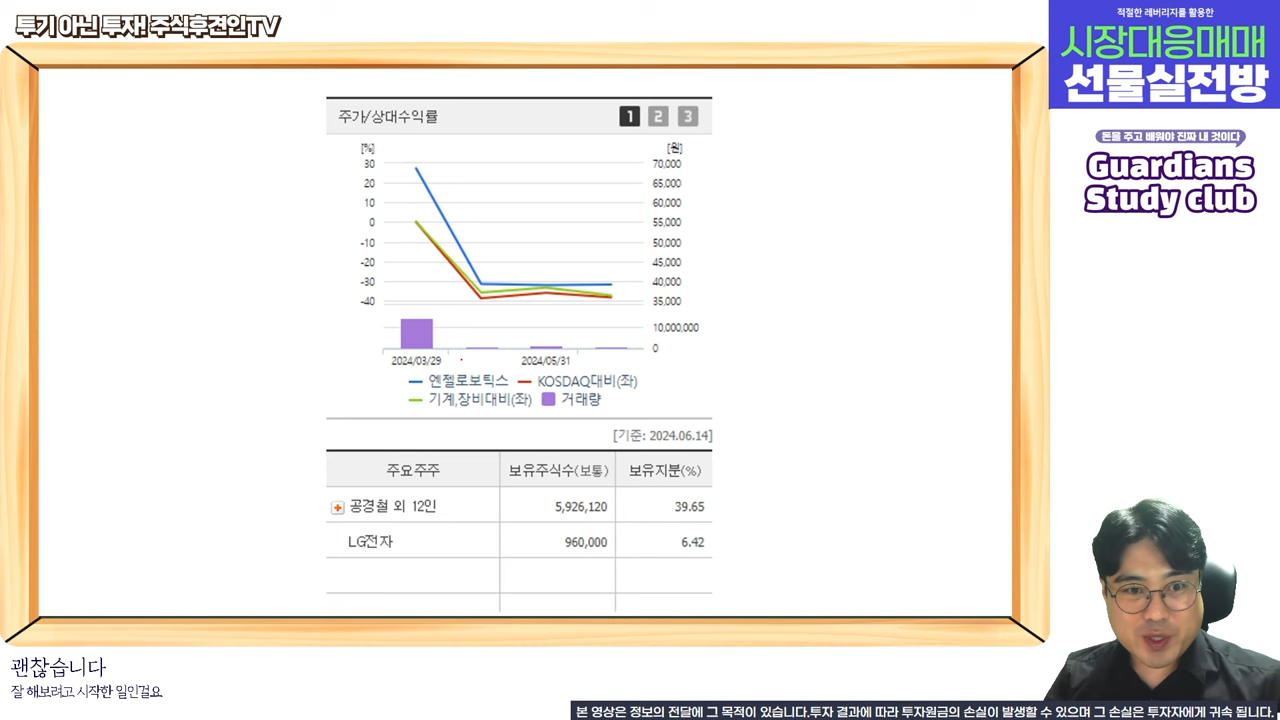 투기 아닌 투재! 주식후견인TV
적절한 레버리지를 활용한
시장대응매매
선물실전방
돈을 주고 배워야 진짜 내 것이다
Guardians
Study club
주가/상대수익률
1 2 3
[%] [원]
30 70,000
20 65,000
10 60,000
0 55,000
-10 50,000
-20 45,000
-30 40,000
-40 35,000
10,000,000
0
2024/03/29 2024/05/31
엔젤로보틱스 KOSDAQ대비(좌)
기계,장비대비(좌) 거래량
[기준: 2024.06.14]
주요주주 보유주식수(보통) 보유지분(%)
공경철 외 12인 5,926,120 39.65
LG전자 960,000 6.42
괜찮습니다
잘 해보려고 시작한 일인걸요
본 영상은 정보의 전달에 그 목적이 있습니다.투자 결과에 따라 투자원금의 손실이 발생할 수 있으며 그 손실은 투자자에게 귀속 됩니다.